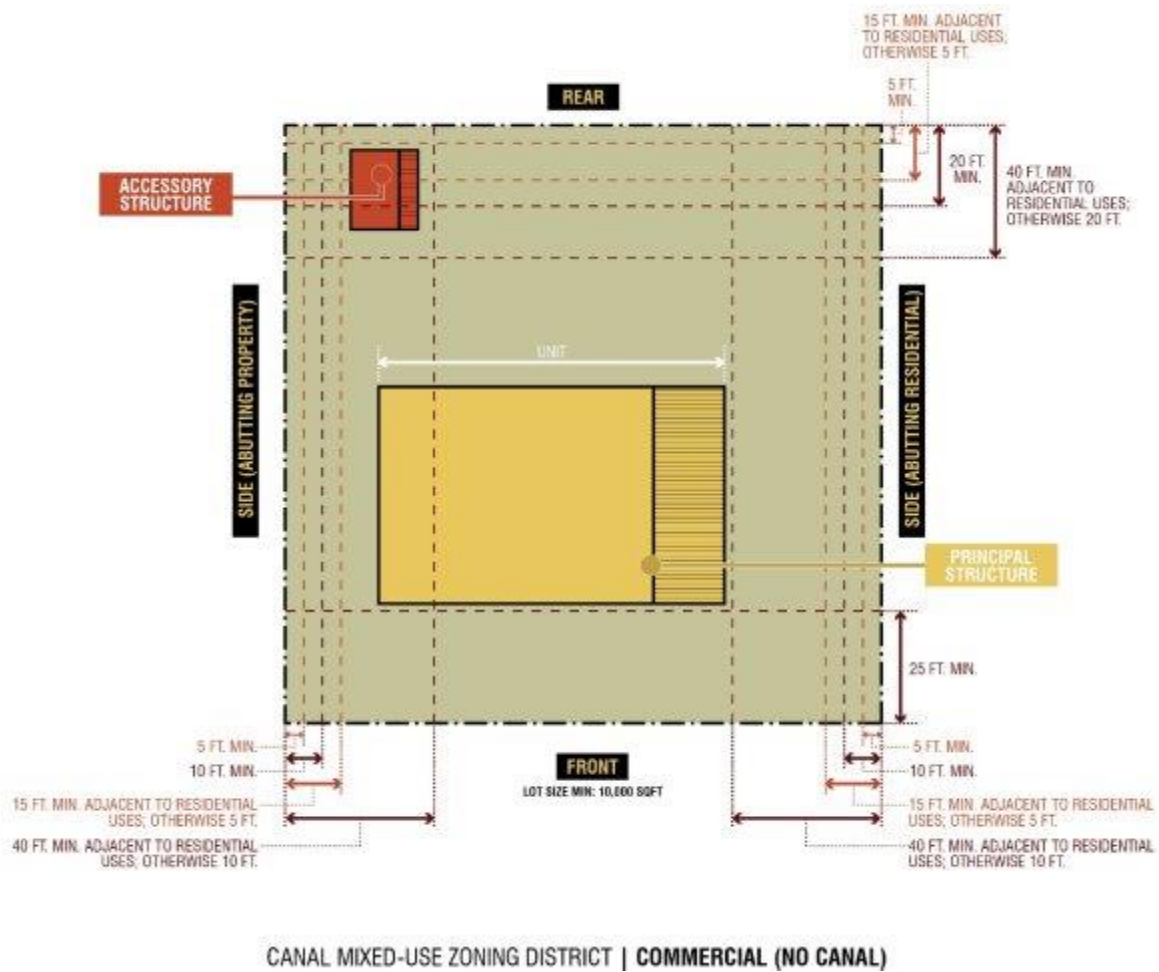 15 FT. MIN. ADJACENT
TO RESIDENTIAL USES;
OTHERWISE 5 FT.
REAR
5 FT.
MIN.
ACCESSORY
STRUCTURE
20 FT.
MIN.
40 FT. MIN.
ADJACENT TO
RESIDENTIAL USES;
OTHERWISE 20 FT.
SIDE (ABUTTING PROPERTY)
UNIT
SIDE (ABUTTING RESIDENTIAL)
PRINCIPAL
STRUCTURE
25 FT. MIN.
5 FT. MIN.
10 FT. MIN.
15 FT. MIN. ADJACENT TO RESIDENTIAL
USES; OTHERWISE 5 FT.
40 FT. MIN. ADJACENT TO RESIDENTIAL
USES; OTHERWISE 10 FT.
FRONT
LOT SIZE MIN: 10,000 SQFT
5 FT. MIN.
10 FT. MIN.
15 FT. MIN. ADJACENT TO RESIDENTIAL
USES; OTHERWISE 5 FT.
40 FT. MIN. ADJACENT TO RESIDENTIAL
USES; OTHERWISE 10 FT.
CANAL MIXED-USE ZONING DISTRICT | COMMERCIAL (NO CANAL)